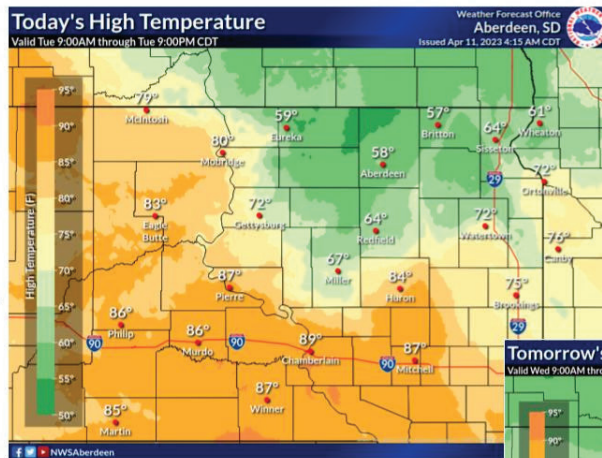 Today's High Temperature
Valid Tue 9:00AM through Tue 9:00PM CDT
Weather Forecast Office
Aberdeen, SD
Issued Apr 11, 2023 4:15 AM CDT
High Temperature (F)
95°
90°
85°
80°
75°
70°
65°
60°
55°
50°
79°
McIntosh
59°
Eureka
57°
Britton
61°
Wheaton
64°
Sisseton
80°
Mobridge
58°
Aberdeen
29
72°
Ortonville
83°
Eagle
Butte
72°
Gettysburg
64°
Redfield
72°
Watertown
76°
Canby
67°
Miller
87°
Pierre
84°
Huron
75°
Brookings
86°
Philip
90
86°
Murdo
90
89°
Chamberlain
90
87°
Mitchell
29
85°
Martin
87°
Winner
NWSAberdeen
Tomorrow's
Valid Wed 9:00AM thro
95°
90°